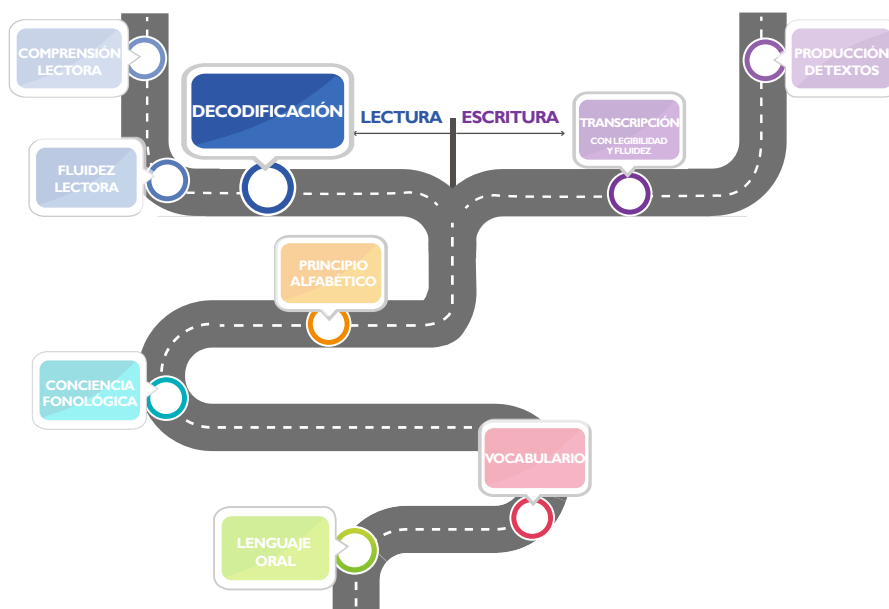 COMPRENSIÓN
LECTORA
DECODIFICACIÓN
LECTURA
ESCRITURA
TRANSCRIPCIÓN
CON LEGIBILIDAD
Y FLUIDEZ
PRODUCCIÓN
DE TEXTOS
FLUIDEZ
LECTORA
PRINCIPIO
ALFABÉTICO
CONCIENCIA
FONOLÓGICA
VOCABULARIO
LENGUAJE
ORAL